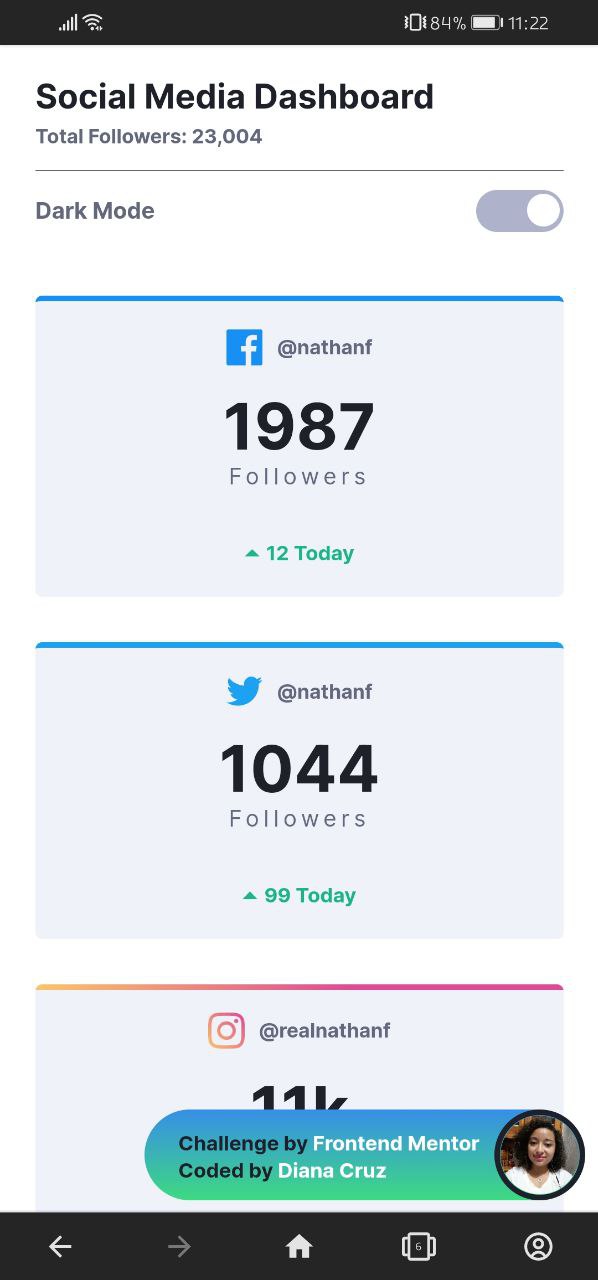 84% 11:22
Social Media Dashboard
Total Followers: 23,004
Dark Mode
@nathanf
1987
Followers
12 Today
@nathanf
1044
Followers
99 Today
@realnathanf
11k
Challenge by Frontend Mentor
Coded by Diana Cruz
6